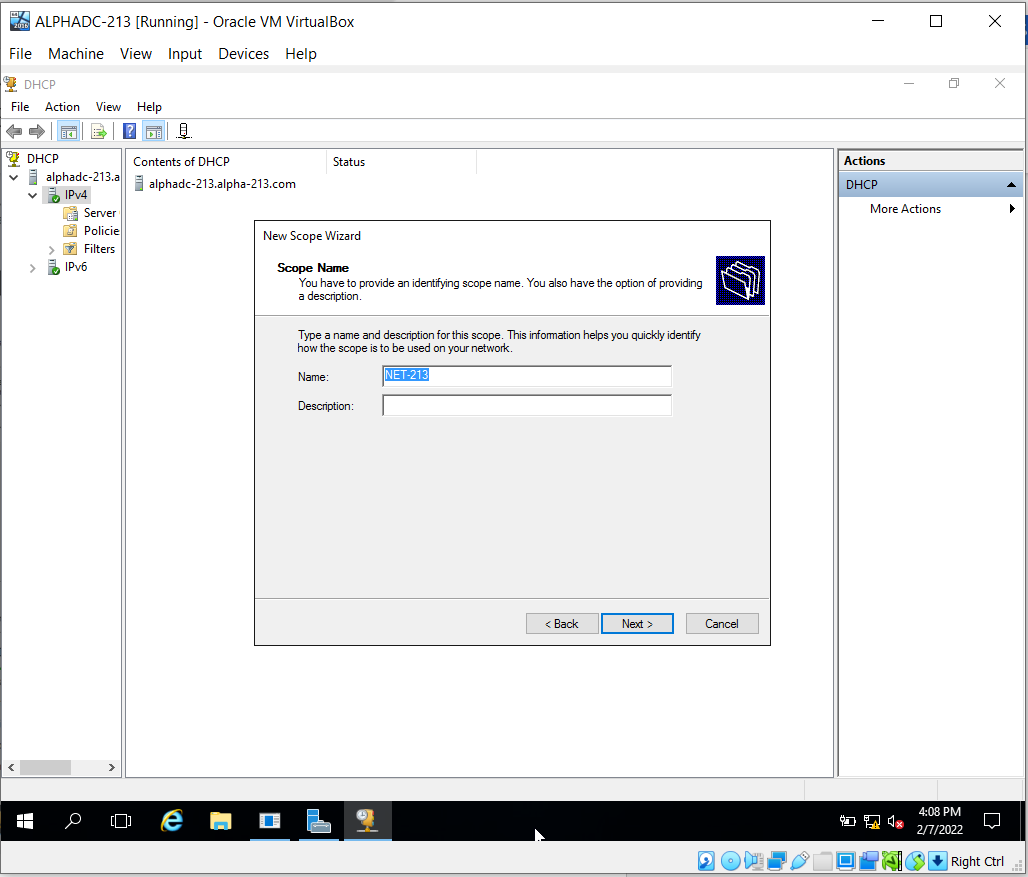 ALPHADC-213 [Running] - Oracle VM VirtualBox
File Machine View Input Devices Help
DHCP
File Action View Help
DHCP
alphadc-213.a
IPv4
Server
Policie
Filters
IPv6
Contents of DHCP Status
alphadc-213.alpha-213.com
Actions
DHCP
More Actions
New Scope Wizard
Scope Name
You have to provide an identifying scope name. You also have the option of providing
a description.
Type a name and description for this scope. This information helps you quickly identify
how the scope is to be used on your network.
Name: NET-213
Description:
< Back Next > Cancel
4:08 PM
2/7/2022
Right Ctrl